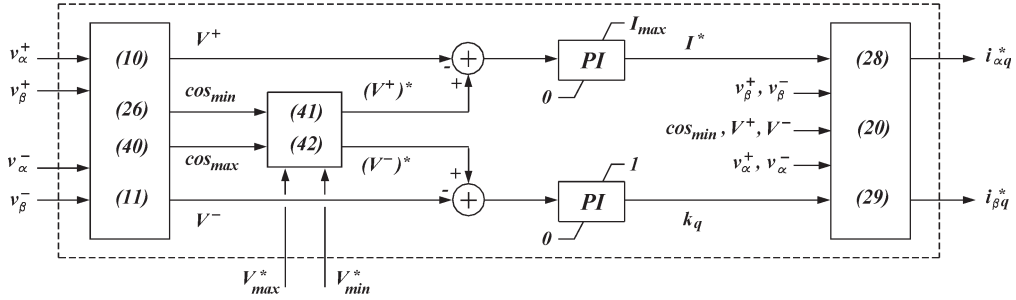 v_α^+
v_β^+
v_α^-
v_β^-
(10)
(26)
(40)
(11)
V^+
cos_min
cos_max
V^-
(41)
(42)
V_max^*
V_min^*
(V^+)^*
(V^-)^*
-
+
+
+
-
+
I_max
PI
0
I^*
1
PI
0
k_q
v_β^+, v_β^-
cos_min, V^+, V^-
v_α^+, v_α^-
(28)
(20)
(29)
i_αq^*
i_βq^*